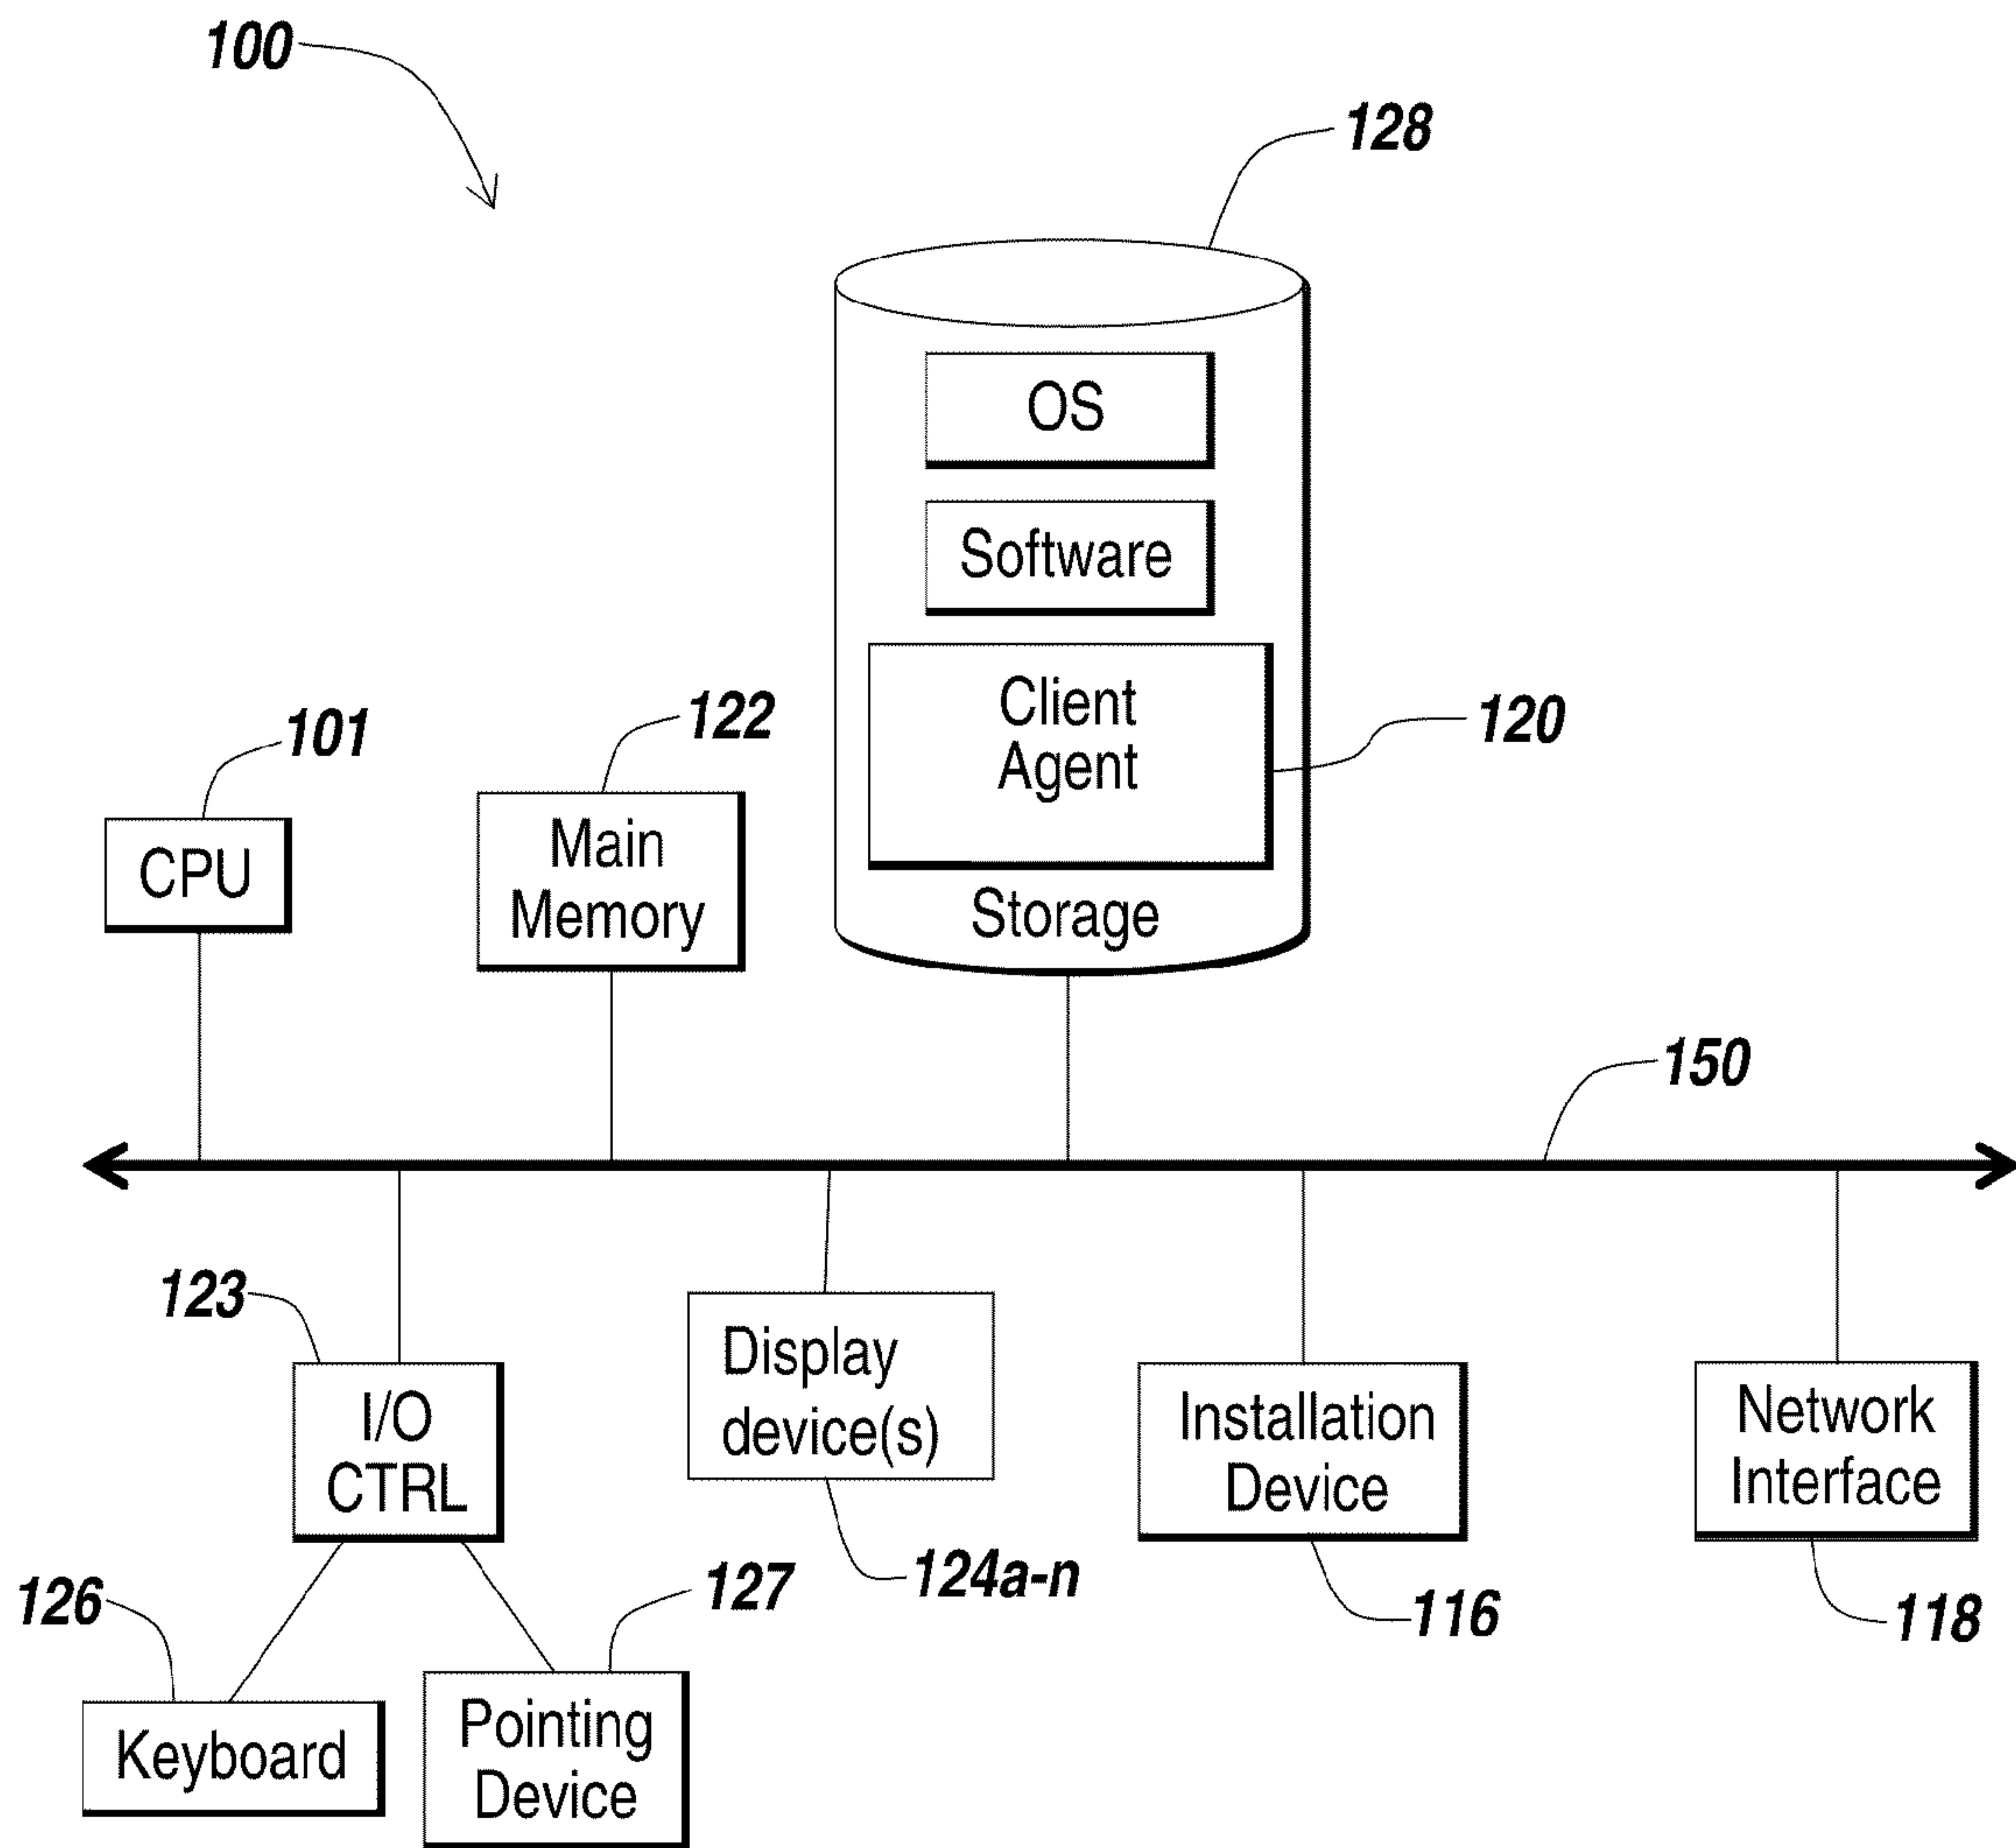 100
128
OS
Software
Client
Agent
120
Storage
101
CPU
122
Main
Memory
150
123
I/O
CTRL
Display
device(s)
124a-n
Installation
Device
116
Network
Interface
118
126
Keyboard
127
Pointing
Device